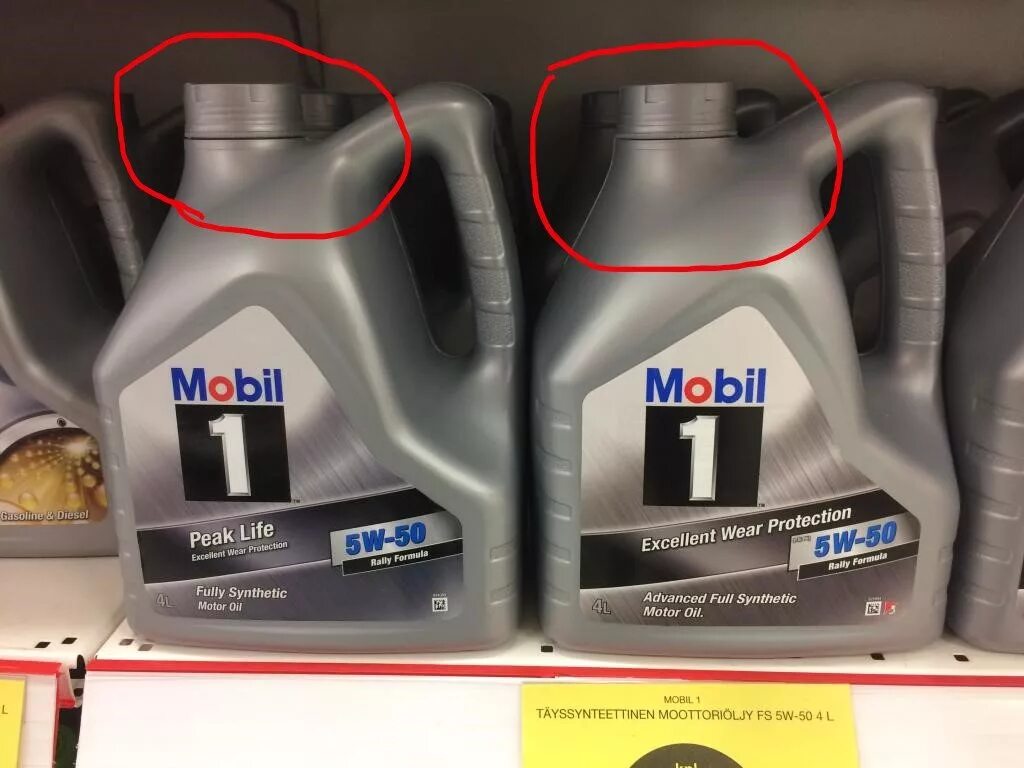 Gasoline & Diesel
Mobil
1
™
Peak Life
Excellent Wear Protection
5W-50
Rally Formula
Fully Synthetic
Motor Oil
4L
Mobil
1
™
Excellent Wear Protection
5W-50
Rally Formula
Advanced Full Synthetic
Motor Oil.
4L
L
MOBIL 1
TÄYSSYNTEETTINEN MOOTTORIÖLJY FS 5W-50 4 L